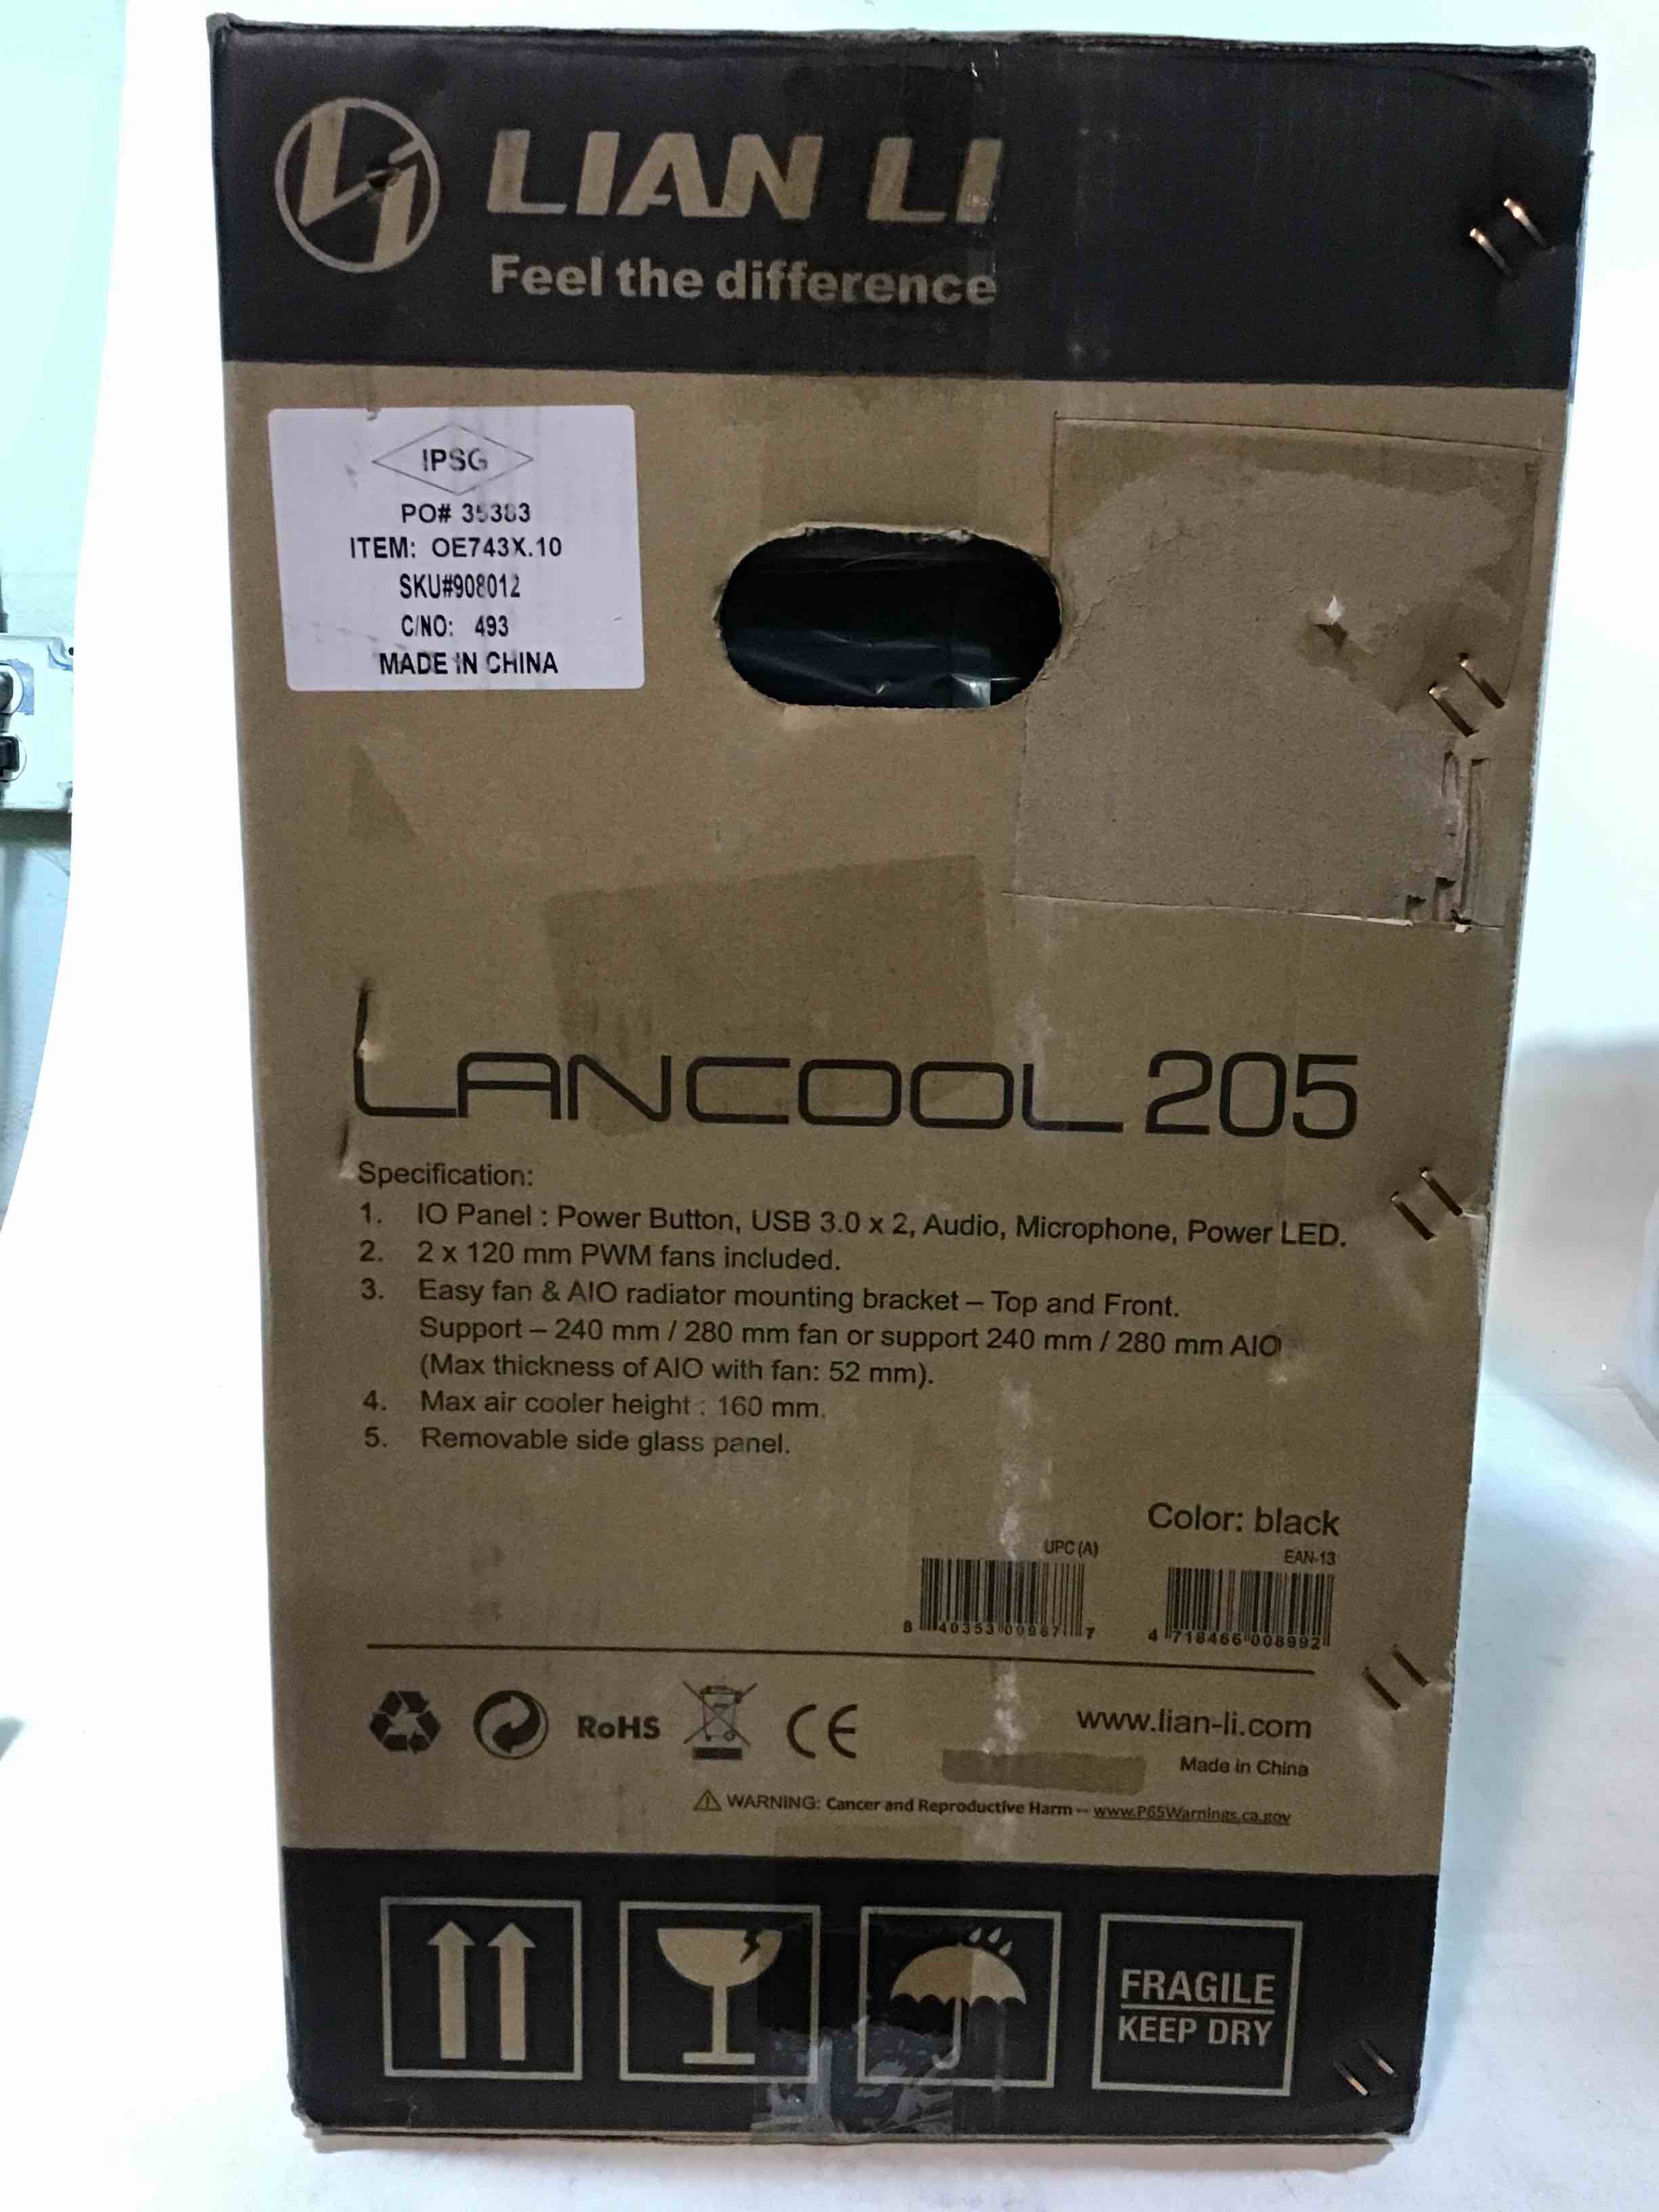 LIAN LI
Feel the difference
IPSG
PO# 35383
ITEM: OE743X.10
SKU#908012
C/NO: 493
MADE IN CHINA
LANCOOL 205
Specification:
1. IO Panel : Power Button, USB 3.0 x 2, Audio, Microphone, Power LED.
2. 2 x 120 mm PWM fans included.
3. Easy fan & AIO radiator mounting bracket – Top and Front.
Support – 240 mm / 280 mm fan or support 240 mm / 280 mm AIO
(Max thickness of AIO with fan: 52 mm).
4. Max air cooler height : 160 mm.
5. Removable side glass panel.
Color: black
UPC (A)
EAN-13
8 40353 00967 7
4 718466 008992
RoHS
CE
www.lian-li.com
Made in China
WARNING: Cancer and Reproductive Harm -- www.P65Warnings.ca.gov
FRAGILE
KEEP DRY